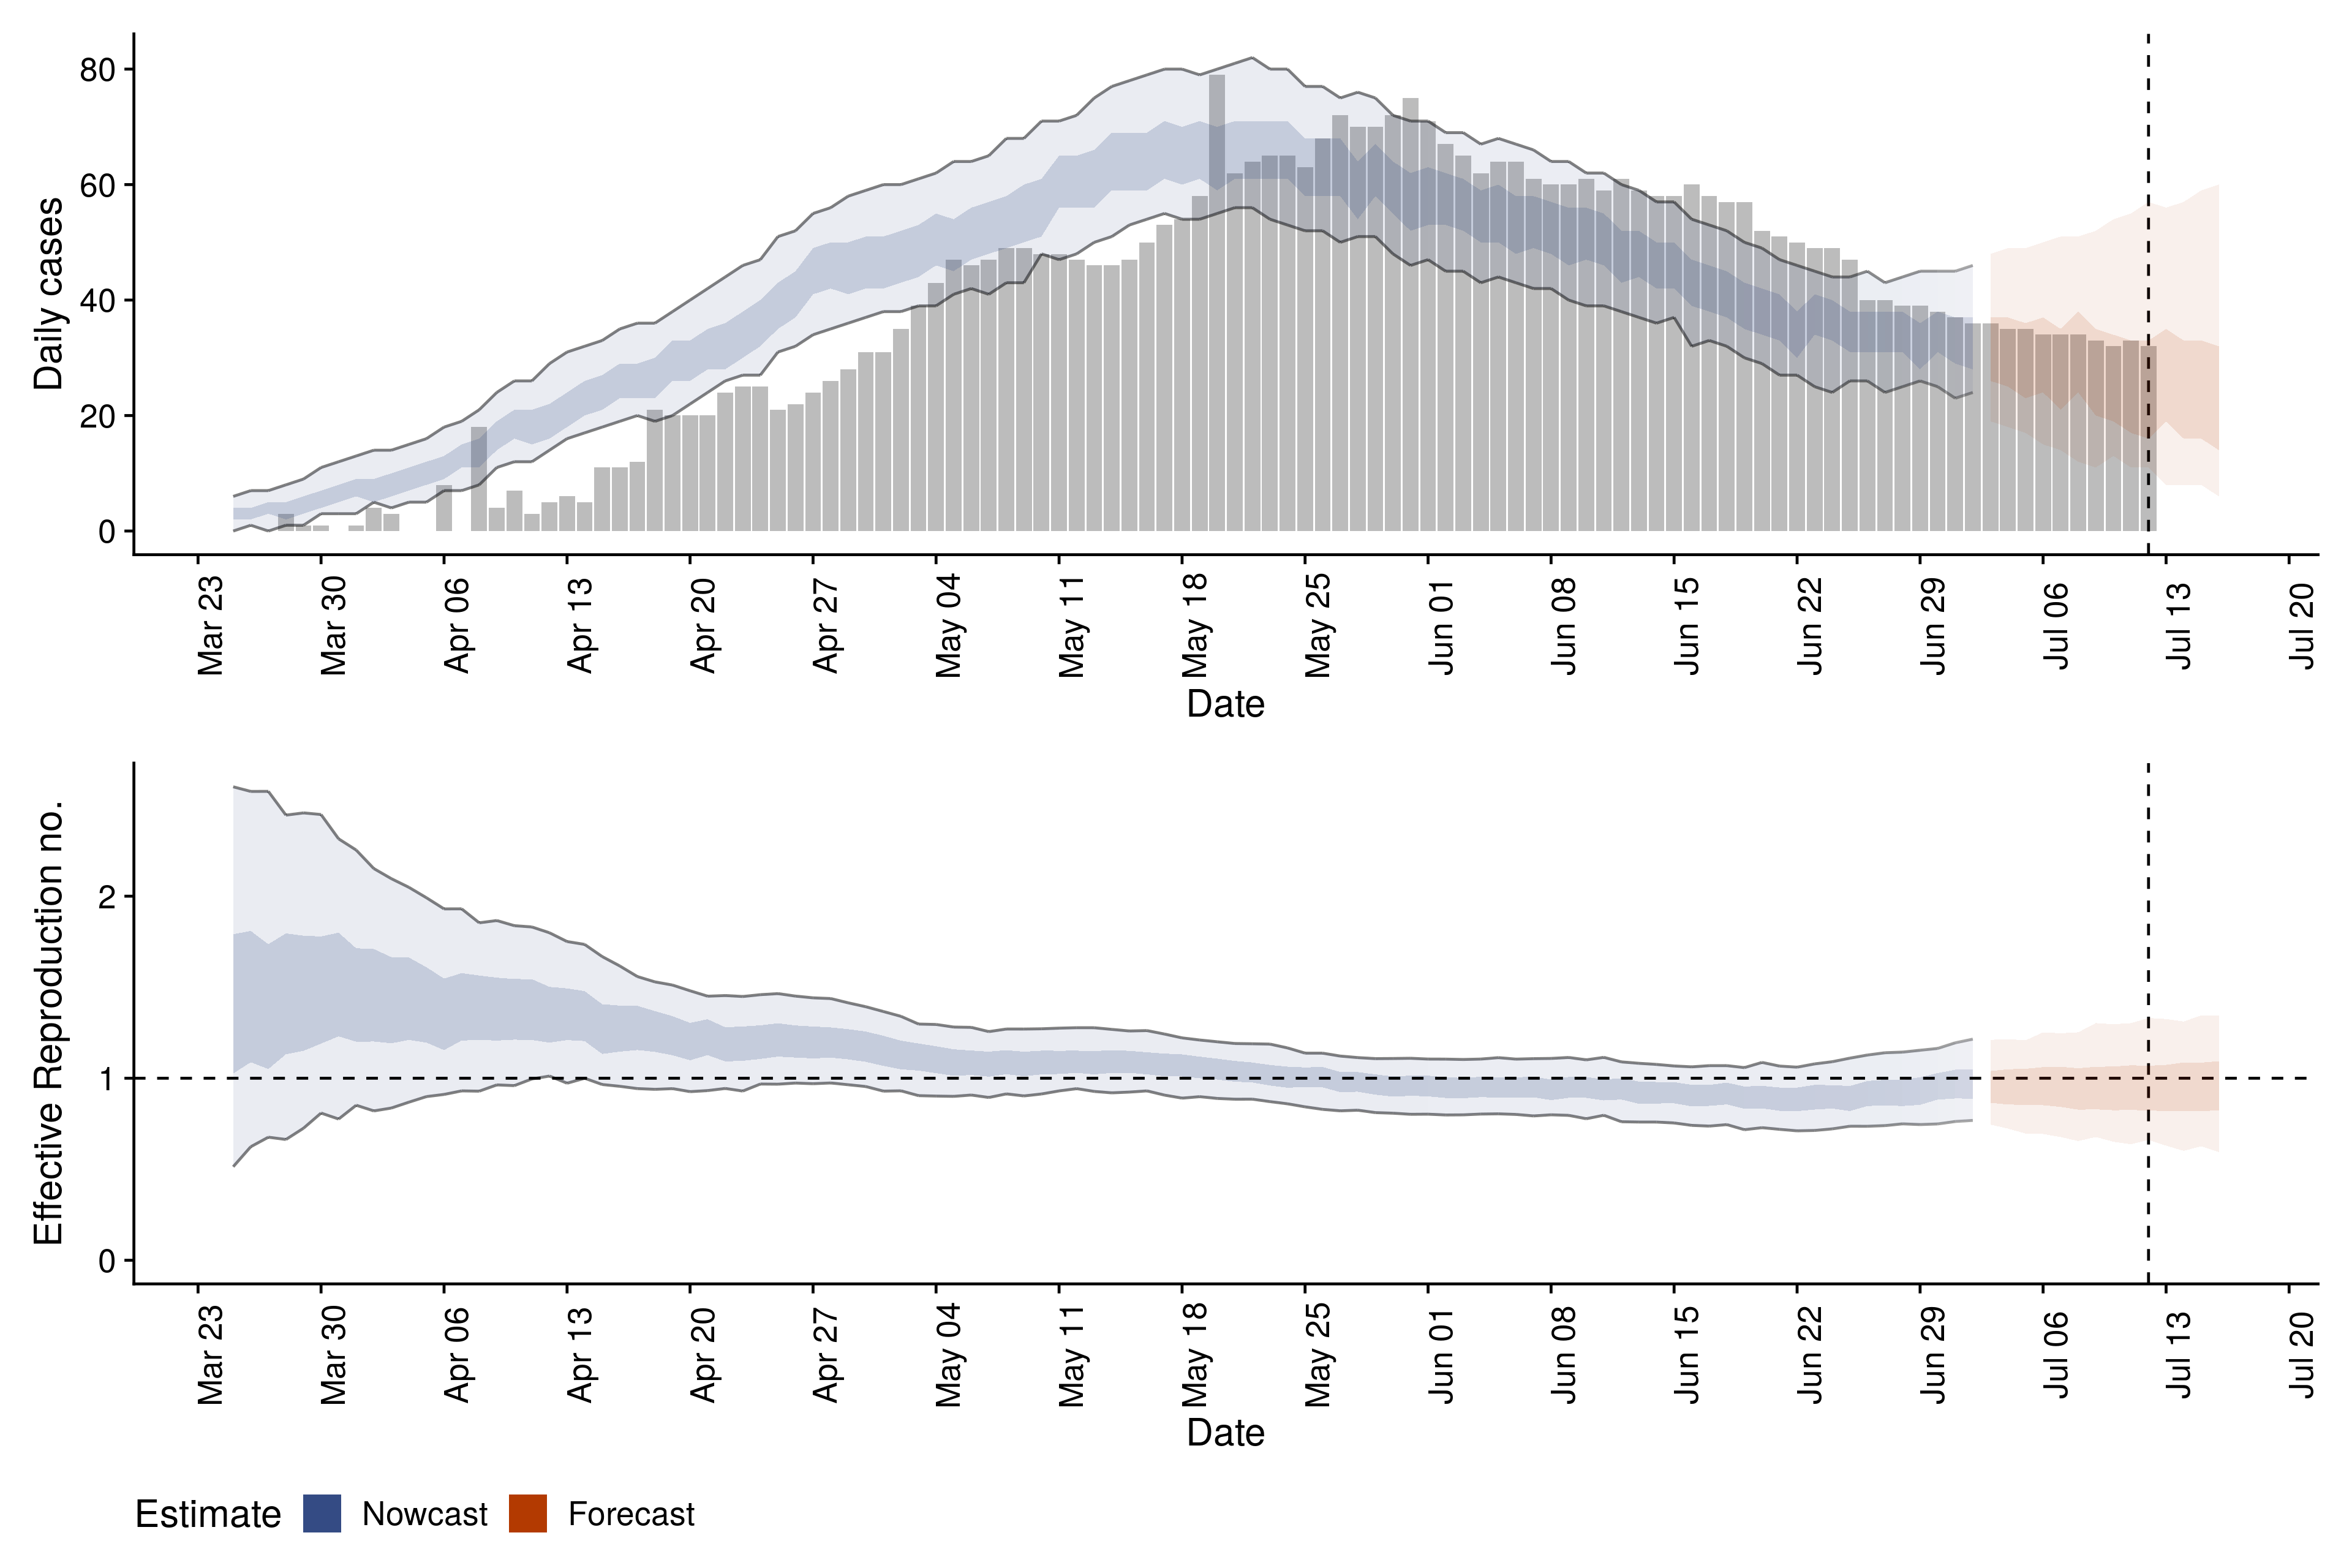 Daily cases
80
60
40
20
0
Mar 23
Mar 30
Apr 06
Apr 13
Apr 20
Apr 27
May 04
May 11
May 18
May 25
Jun 01
Jun 08
Jun 15
Jun 22
Jun 29
Jul 06
Jul 13
Jul 20
Date
Effective Reproduction no.
2
1
0
Mar 23
Mar 30
Apr 06
Apr 13
Apr 20
Apr 27
May 04
May 11
May 18
May 25
Jun 01
Jun 08
Jun 15
Jun 22
Jun 29
Jul 06
Jul 13
Jul 20
Date
Estimate Nowcast Forecast